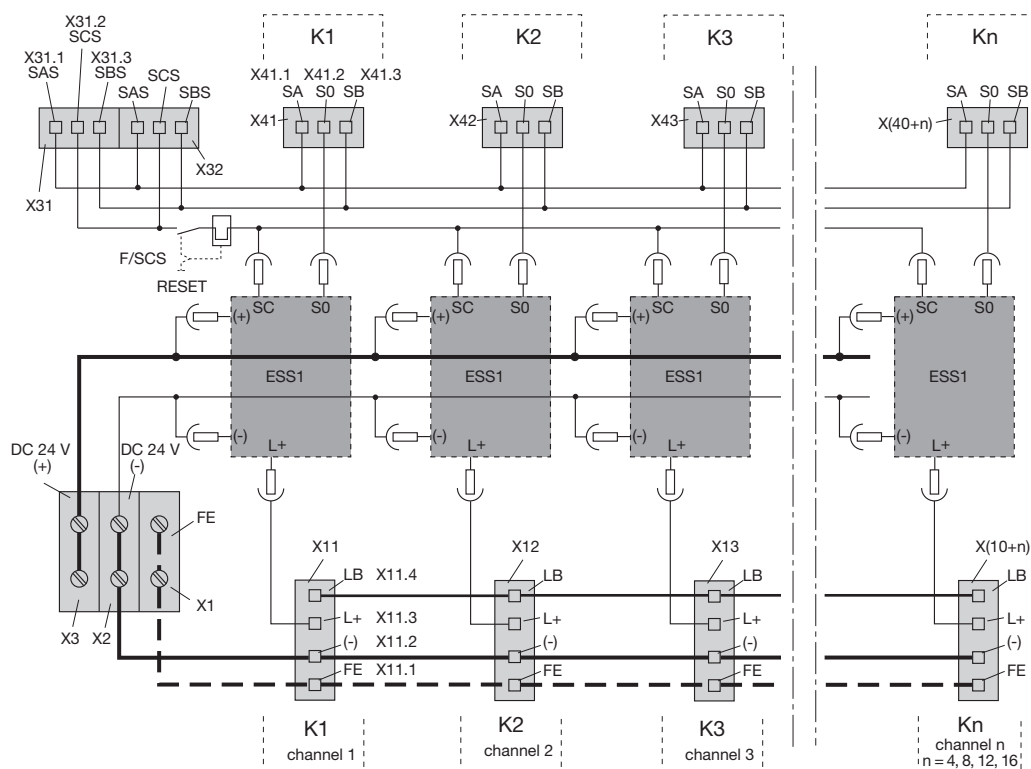 K1
K2
K3
Kn
X31.2
SCS
X31.1
SAS
X31.3
SBS
SAS
SCS
SBS
X41.1
SA
X41.2
S0
X41.3
SB
SA
S0
SB
SA
S0
SB
SA
S0
SB
X41
X42
X43
X(40+n)
X32
X31
F/SCS
RESET
SC
S0
SC
S0
SC
S0
SC
S0
(+)
(+)
(+)
(+)
ESS1
ESS1
ESS1
ESS1
(-)
(-)
(-)
(-)
L+
L+
L+
L+
DC 24 V
(+)
DC 24 V
(-)
FE
X1
X3
X2
X11
X12
X13
X(10+n)
LB
X11.4
LB
LB
LB
L+
X11.3
L+
L+
L+
(-)
X11.2
(-)
(-)
(-)
FE
X11.1
FE
FE
FE
K1
channel 1
K2
channel 2
K3
channel 3
Kn
channel n
n = 4, 8, 12, 16